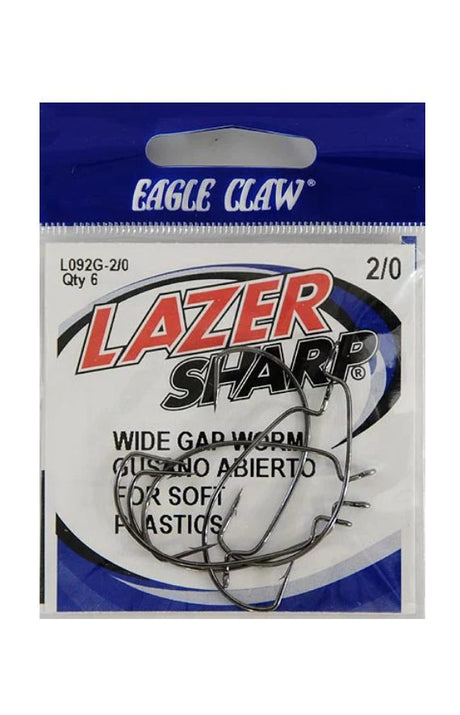 EAGLE CLAW®
L092G-2/0
Qty 6
2/0
LAZER
SHARP®
WIDE GAP WORM
GUSANO ABIERTO
FOR SOFT
PLASTICS